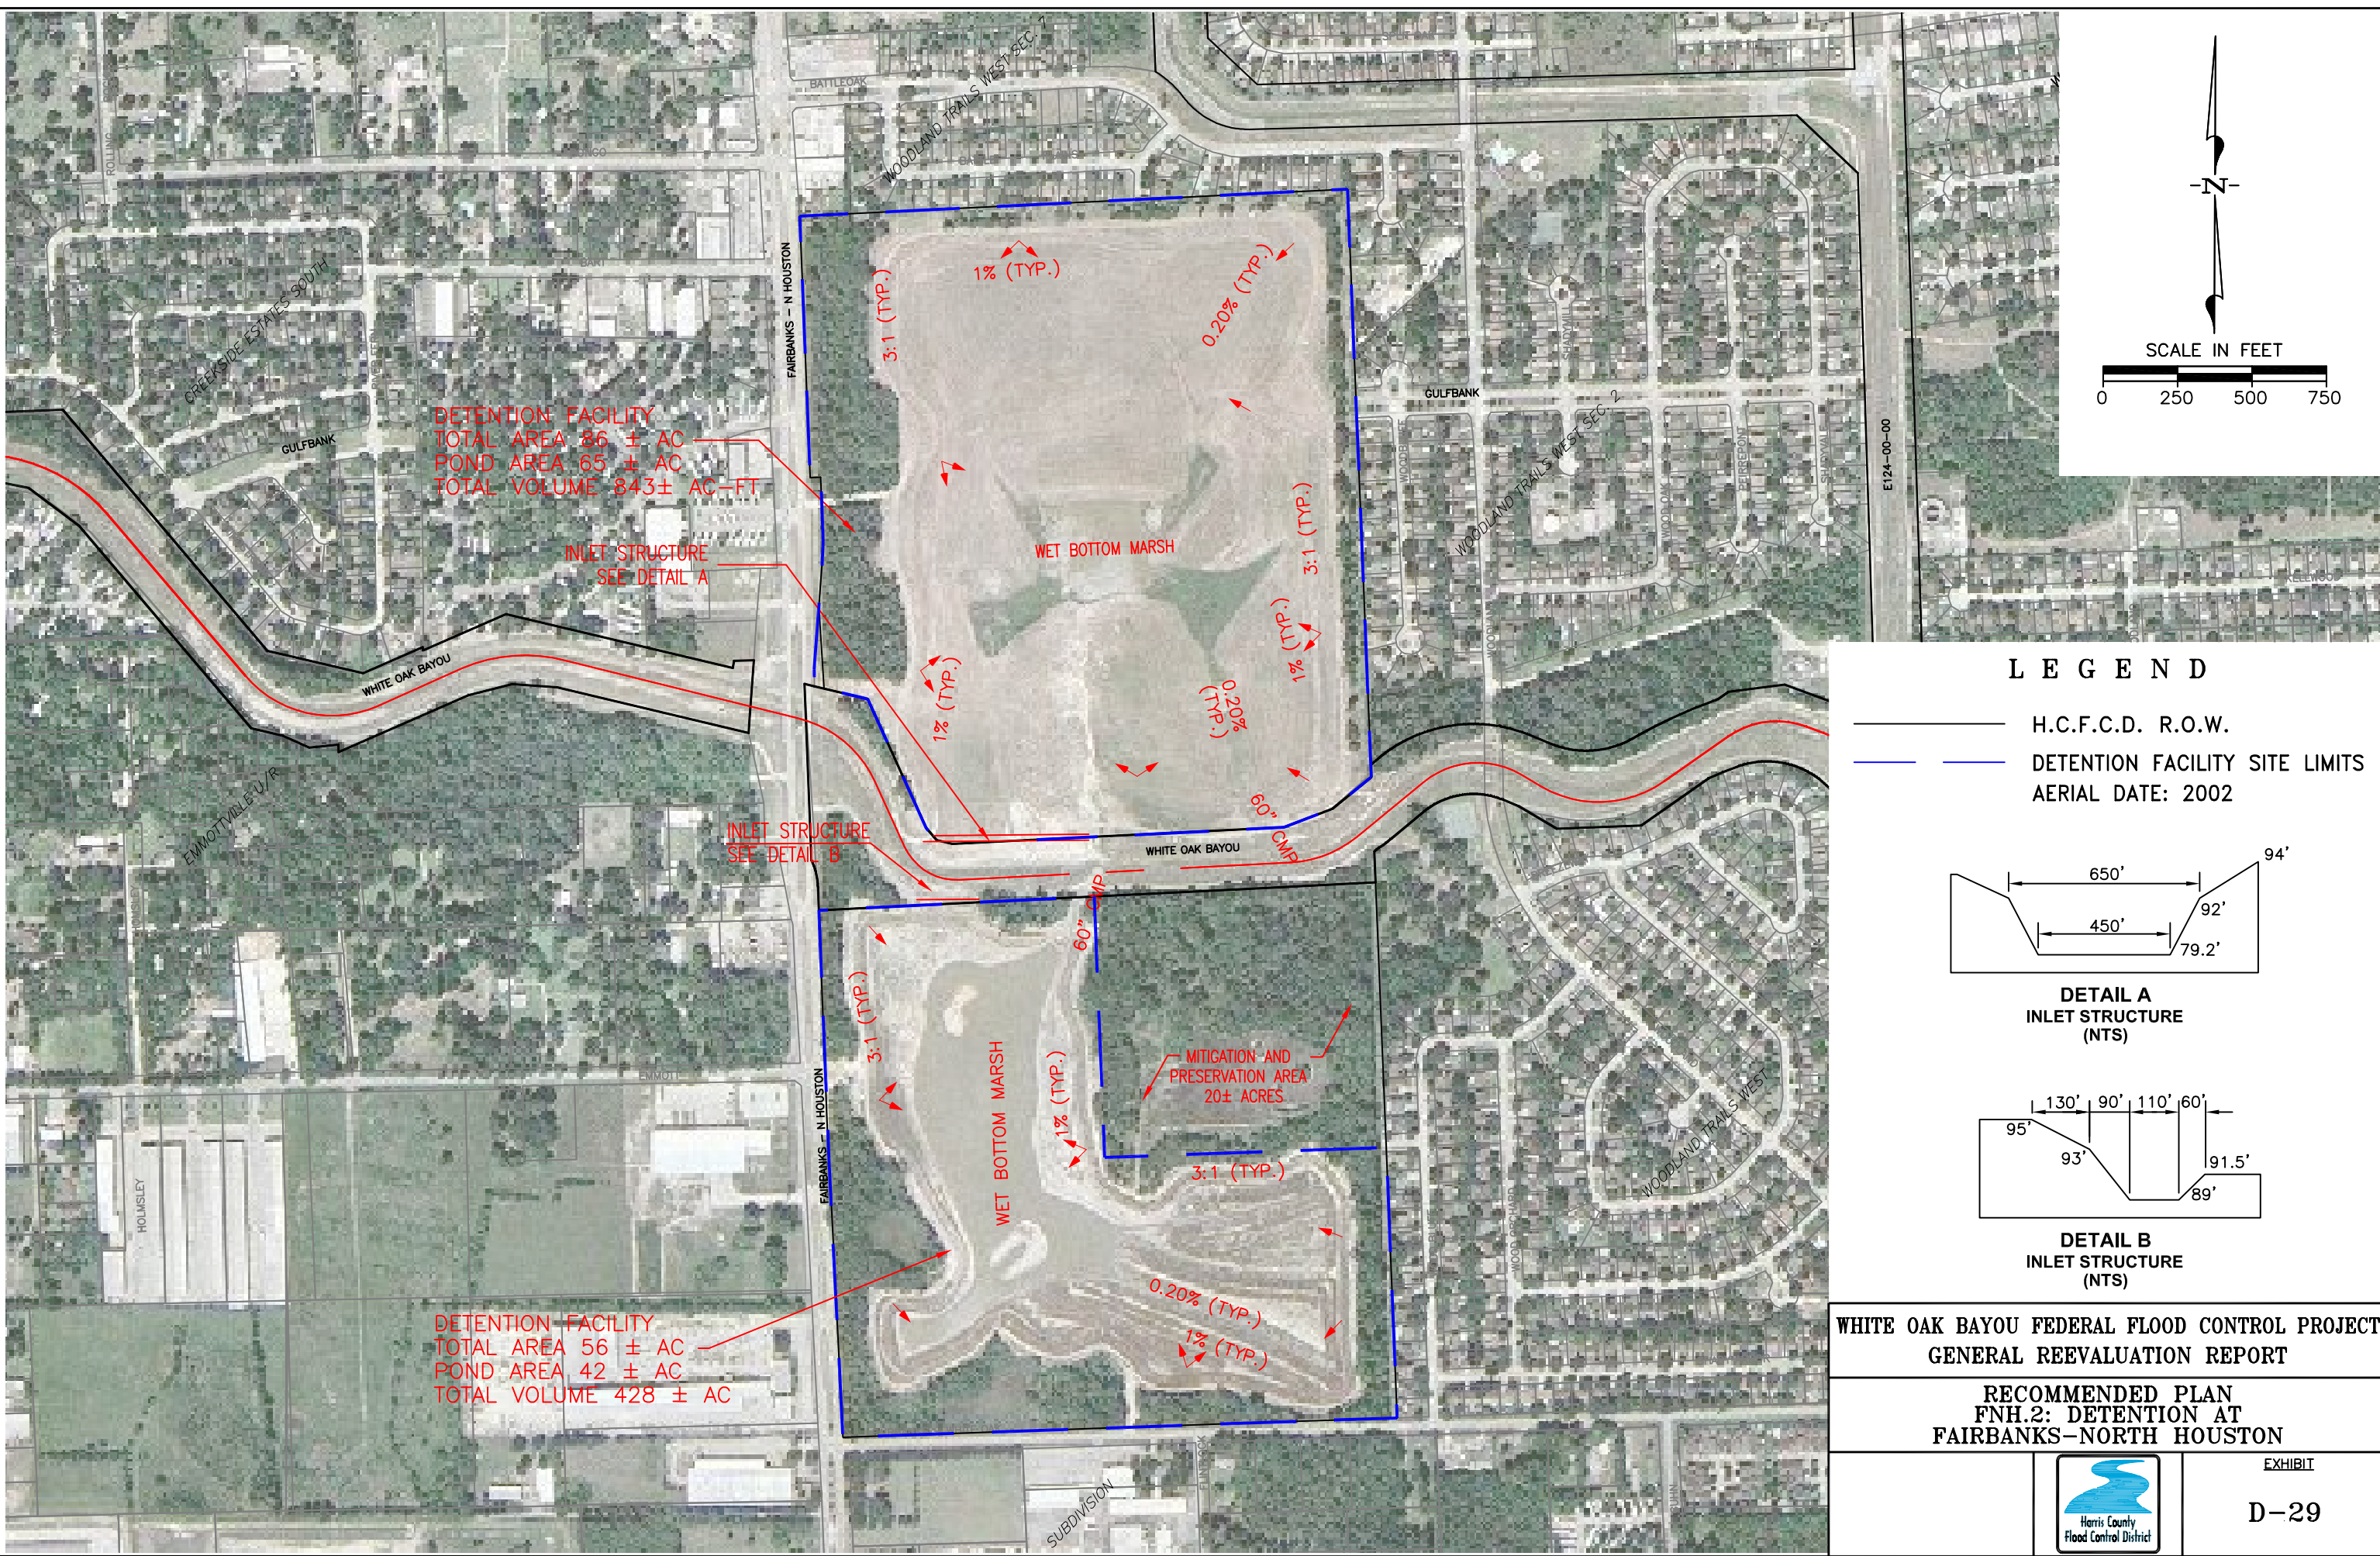 BATTLEOAK
WOODLAND TRAILS WEST SEC. 7
ROLLING
CREEKSIDE ESTATES SOUTH
GULFBANK
FAIRBANKS - N HOUSTON
3:1 (TYP.)
1% (TYP.)
0.20% (TYP.)
DETENTION FACILITY
TOTAL AREA 86 ± AC
POND AREA 65 ± AC
TOTAL VOLUME 843± AC-FT
INLET STRUCTURE
SEE DETAIL A
WET BOTTOM MARSH
3:1 (TYP.)
1% (TYP.)
1% (TYP.)
0.20%
(TYP.)
GULFBANK
WOODLAND TRAILS WEST SEC. 2
SHADYVALE
E124-00-00
WHITE OAK BAYOU
EMMOTTVILLE U/R
INLET STRUCTURE
SEE DETAIL B
60" CMP
WHITE OAK BAYOU
60" CMP
3:1 (TYP.)
WET BOTTOM MARSH
1% (TYP.)
MITIGATION AND
PRESERVATION AREA
20± ACRES
3:1 (TYP.)
EMMOTT
HOLMSLEY
FAIRBANKS - N HOUSTON
WOODLAND TRAILS WEST
0.20% (TYP.)
1% (TYP.)
DETENTION FACILITY
TOTAL AREA 56 ± AC
POND AREA 42 ± AC
TOTAL VOLUME 428 ± AC
SUBDIVISION
-N-
SCALE IN FEET
0 250 500 750
LEGEND
H.C.F.C.D. R.O.W.
DETENTION FACILITY SITE LIMITS
AERIAL DATE: 2002
94'
650'
92'
450'
79.2'
DETAIL A
INLET STRUCTURE
(NTS)
130' 90' 110' 60'
95'
93'
91.5'
89'
DETAIL B
INLET STRUCTURE
(NTS)
WHITE OAK BAYOU FEDERAL FLOOD CONTROL PROJECT
GENERAL REEVALUATION REPORT
RECOMMENDED PLAN
FNH.2: DETENTION AT
FAIRBANKS-NORTH HOUSTON
Harris County
Flood Control District
EXHIBIT
D-29